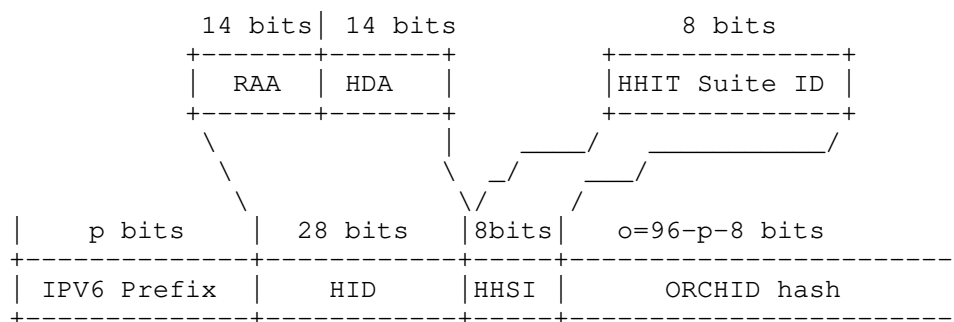 14 bits| 14 bits 8 bits
RAA | HDA | |HHIT Suite ID |
| p bits | 28 bits |8bits| o=96-p-8 bits
| IPV6 Prefix | HID |HHSI | ORCHID hash